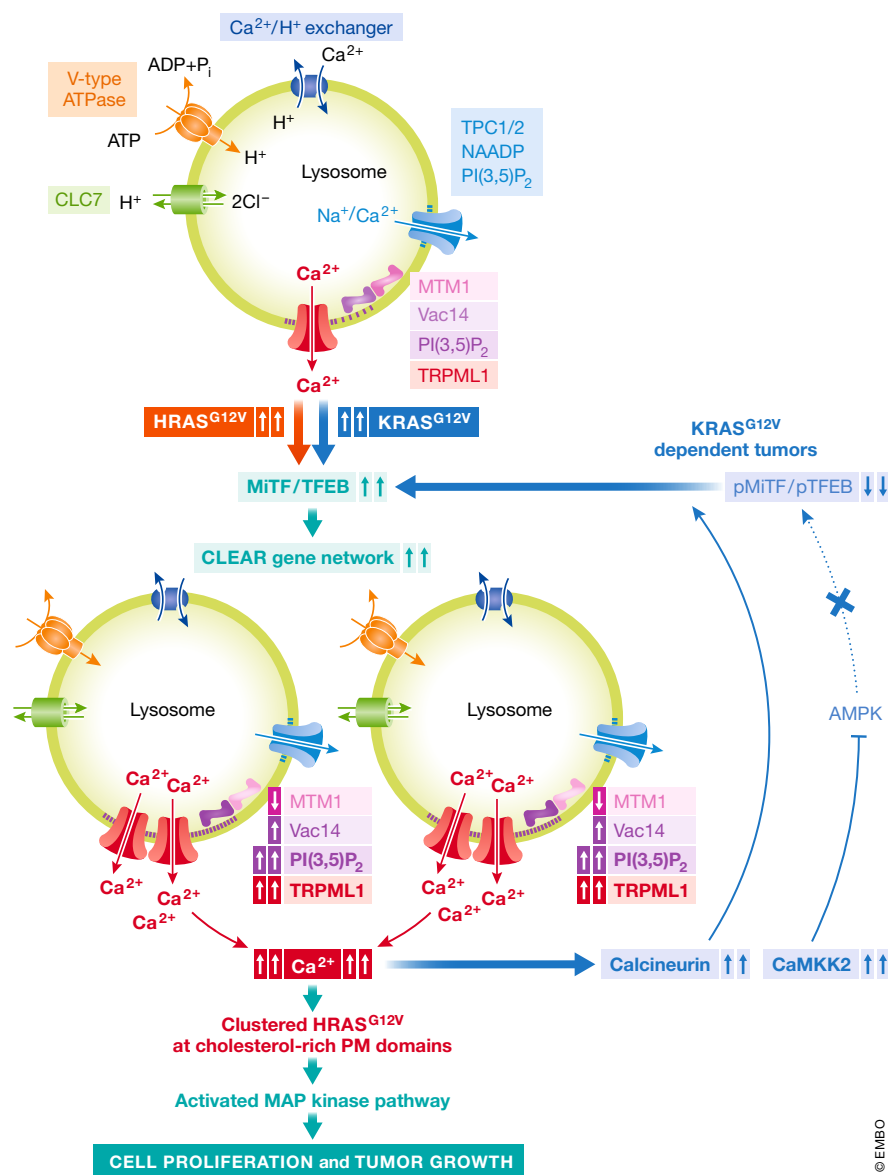 Ca²⁺/H⁺ exchanger
Ca²⁺
ADP+Pᵢ
V-type
ATPase
H⁺
ATP
H⁺
Lysosome
TPC1/2
NAADP
PI(3,5)P₂
CLC7
H⁺
2Cl⁻
Na⁺/Ca²⁺
Ca²⁺
MTM1
Vac14
PI(3,5)P₂
TRPML1
Ca²⁺
HRASᴳ¹²ⱽ ↑↑
↑↑ KRASᴳ¹²ⱽ
KRASᴳ¹²ⱽ
dependent tumors
MiTF/TFEB ↑↑
pMiTF/pTFEB ↓↓
CLEAR gene network ↑↑
Lysosome
Lysosome
AMPK
Ca²⁺
Ca²⁺
↓ MTM1
↑ Vac14
↑↑ PI(3,5)P₂
↑↑ TRPML1
Ca²⁺
Ca²⁺
Ca²⁺
Ca²⁺
Ca²⁺
↓ MTM1
↑ Vac14
↑↑ PI(3,5)P₂
↑↑ TRPML1
Ca²⁺
Ca²⁺
Ca²⁺
↑↑ Ca²⁺ ↑↑
Calcineurin ↑↑
CaMKK2 ↑↑
Clustered HRASᴳ¹²ⱽ
at cholesterol-rich PM domains
Activated MAP kinase pathway
CELL PROLIFERATION and TUMOR GROWTH
© EMBO